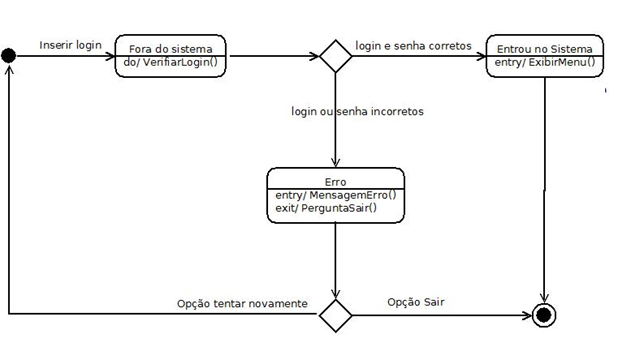 Inserir login
Fora do sistema
do/ VerifiarLogin()
login e senha corretos
Entrou no Sistema
entry/ ExibirMenu()
login ou senha incorretos
Erro
entry/ MensagemErro()
exit/ PerguntaSair()
Opção tentar novamente
Opção Sair